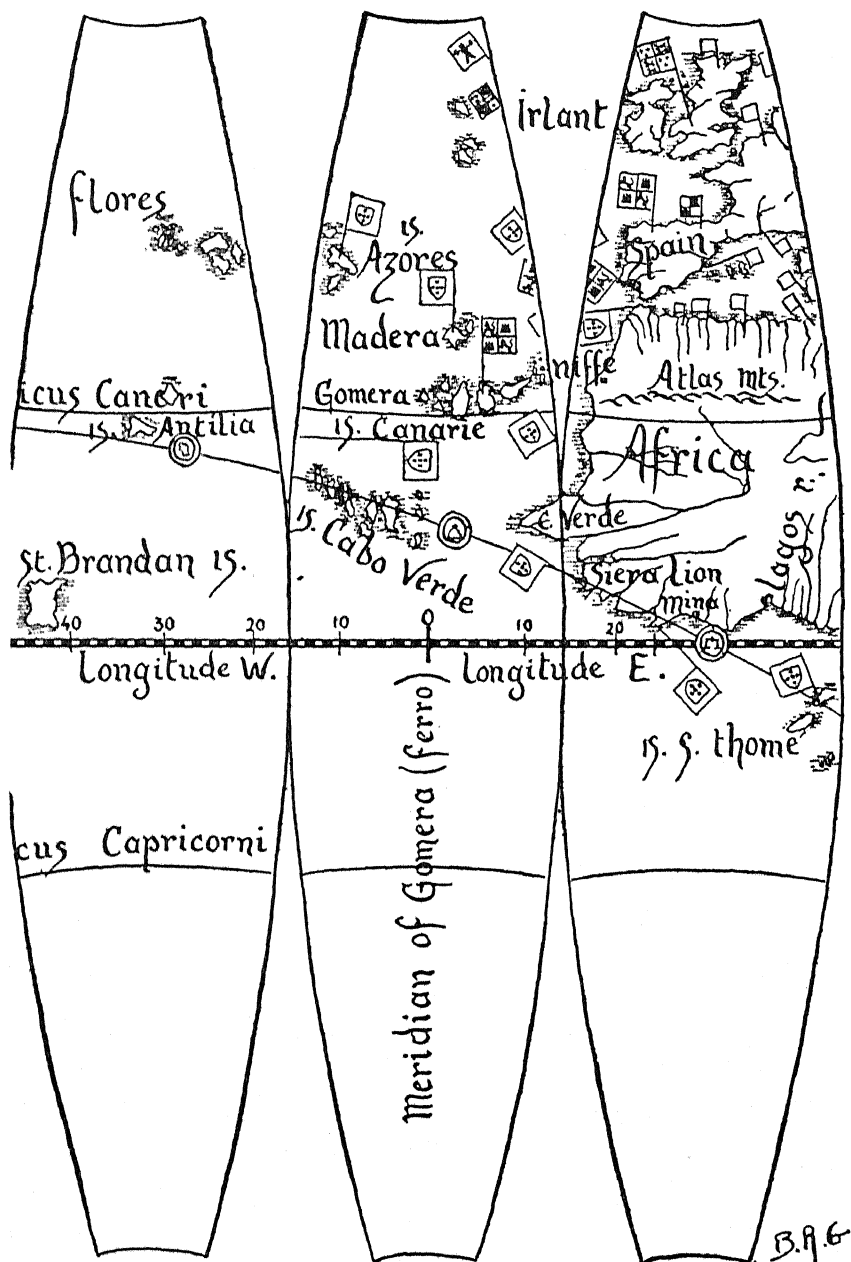 Irlant
flores
is.
Azores
Spain
Madera
niffe
Atlas mts.
icus Cancri
Gomera
is. Antilia
is. Canarie
Africa
is. Cabo Verde
c. Verde
lagos r.
st. Brandan is.
Siera Lion
mina
40 30 20 10 0 10 20
Longitude W. Longitude E.
is. S. thome
Meridian of Gomera (ferro)
cus Capricorni
B.A.G